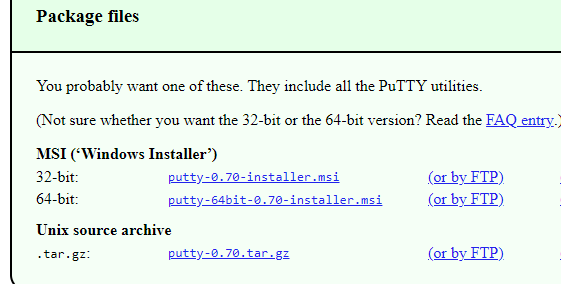 Package files
You probably want one of these. They include all the PuTTY utilities.
(Not sure whether you want the 32-bit or the 64-bit version? Read the FAQ entry.)
MSI (‘Windows Installer’)
32-bit: putty-0.70-installer.msi (or by FTP)
64-bit: putty-64bit-0.70-installer.msi (or by FTP)
Unix source archive
.tar.gz: putty-0.70.tar.gz (or by FTP)